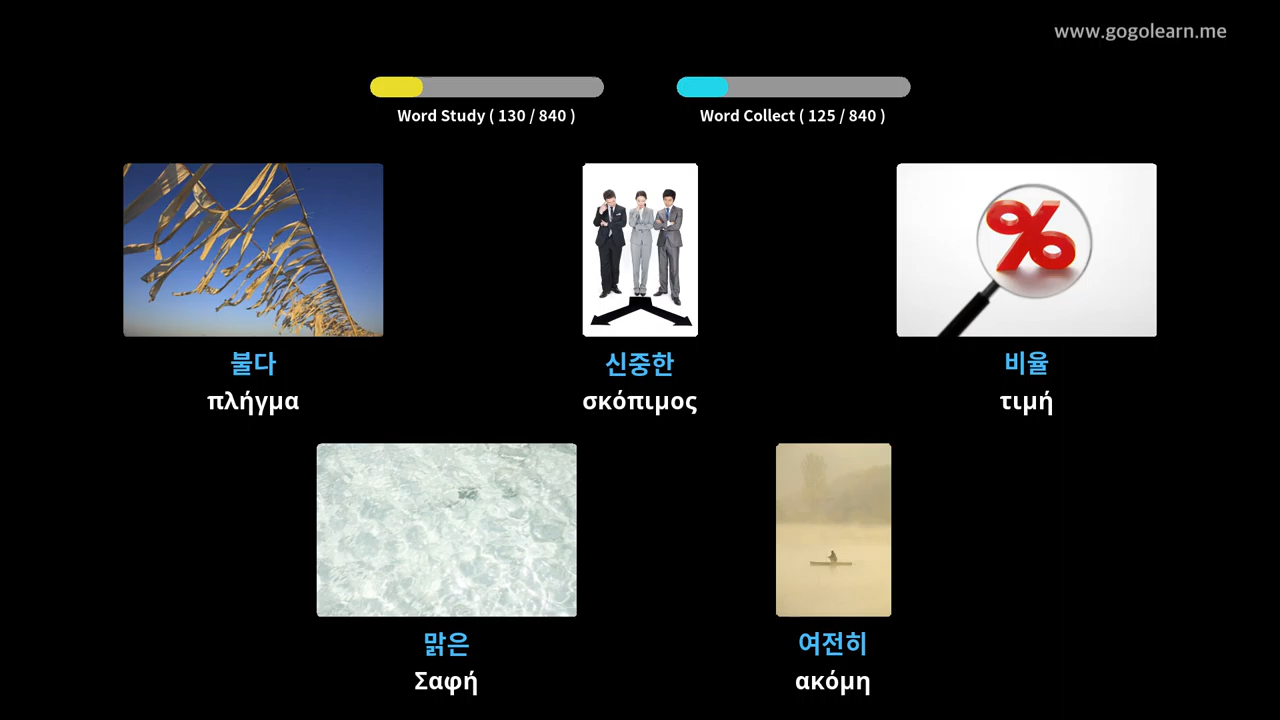 www.gogolearn.me
Word Study ( 130 / 840 )
Word Collect ( 125 / 840 )
불다
πλήγμα
신중한
σκόπιμος
비율
τιμή
맑은
Σαφή
여전히
ακόμη